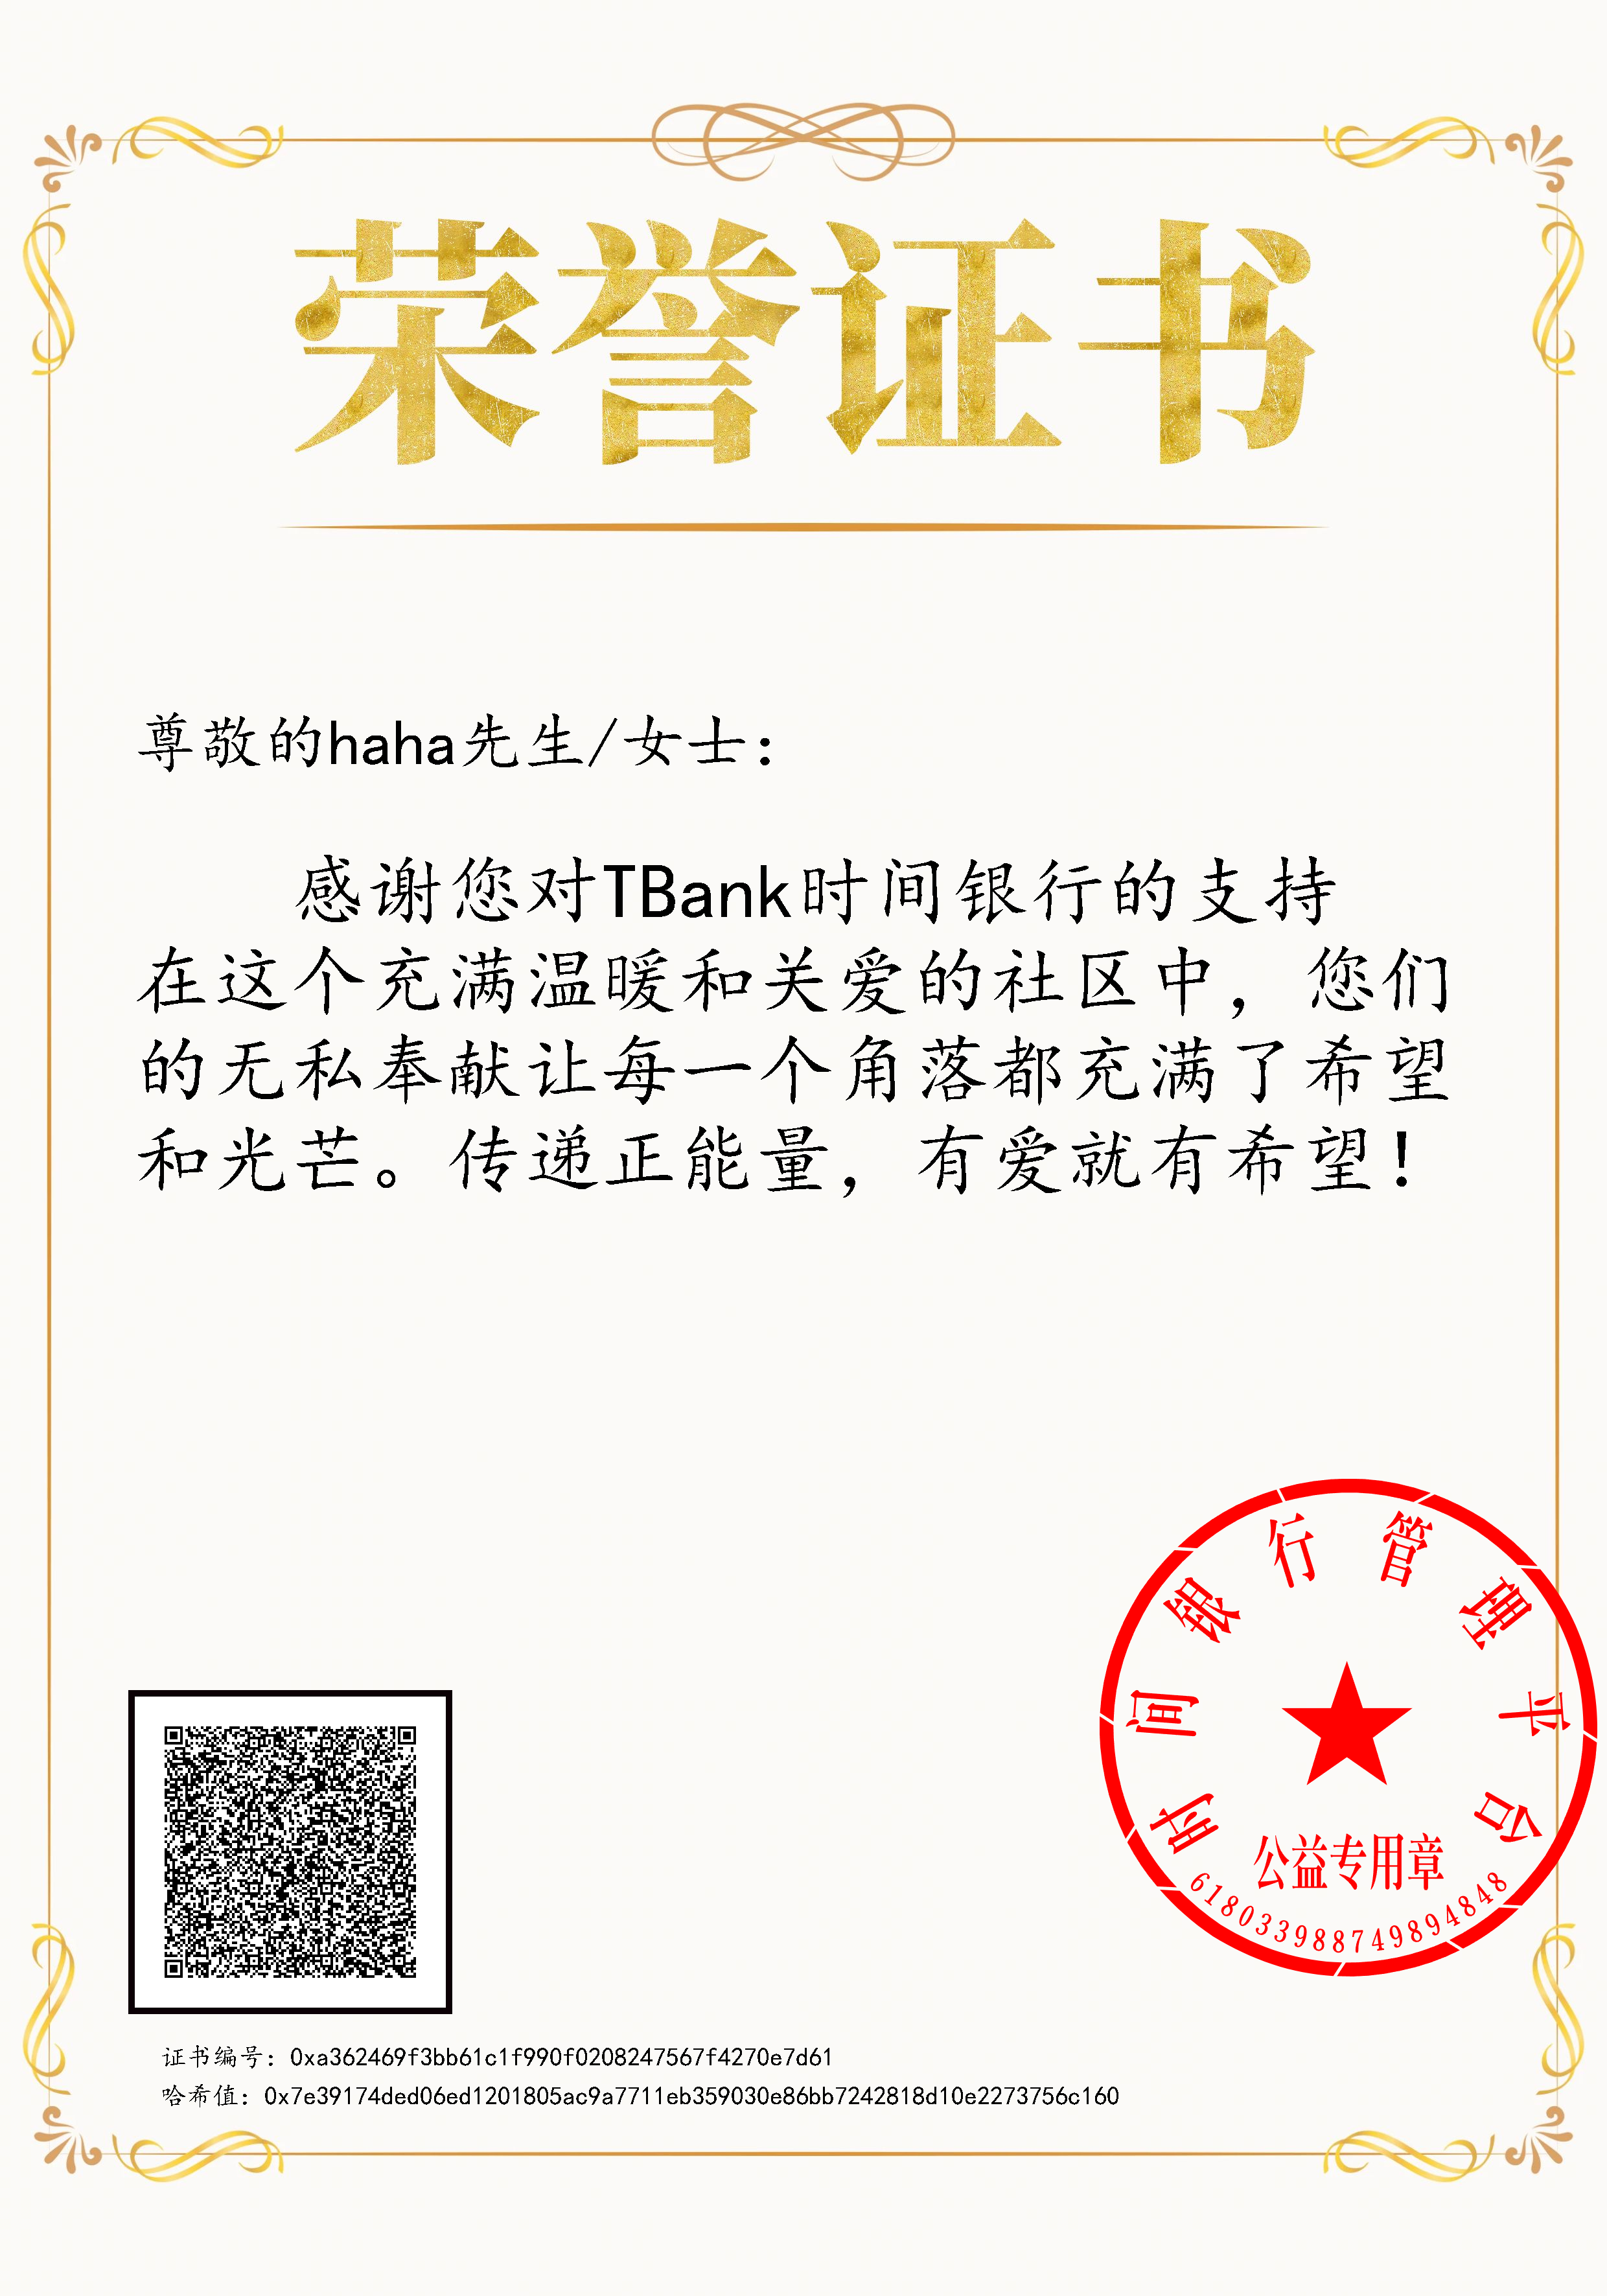 荣誉证书
尊敬的haha先生/女士：
感谢您对TBank时间银行的支持
在这个充满温暖和关爱的社区中，您们
的无私奉献让每一个角落都充满了希望
和光芒。传递正能量，有爱就有希望！
时间银行管理平台
公益专用章
618033988749894848
证书编号：0xa362469f3bb61c1f990f0208247567f4270e7d61
哈希值：0x7e39174ded06ed1201805ac9a7711eb359030e86bb7242818d10e2273756c160